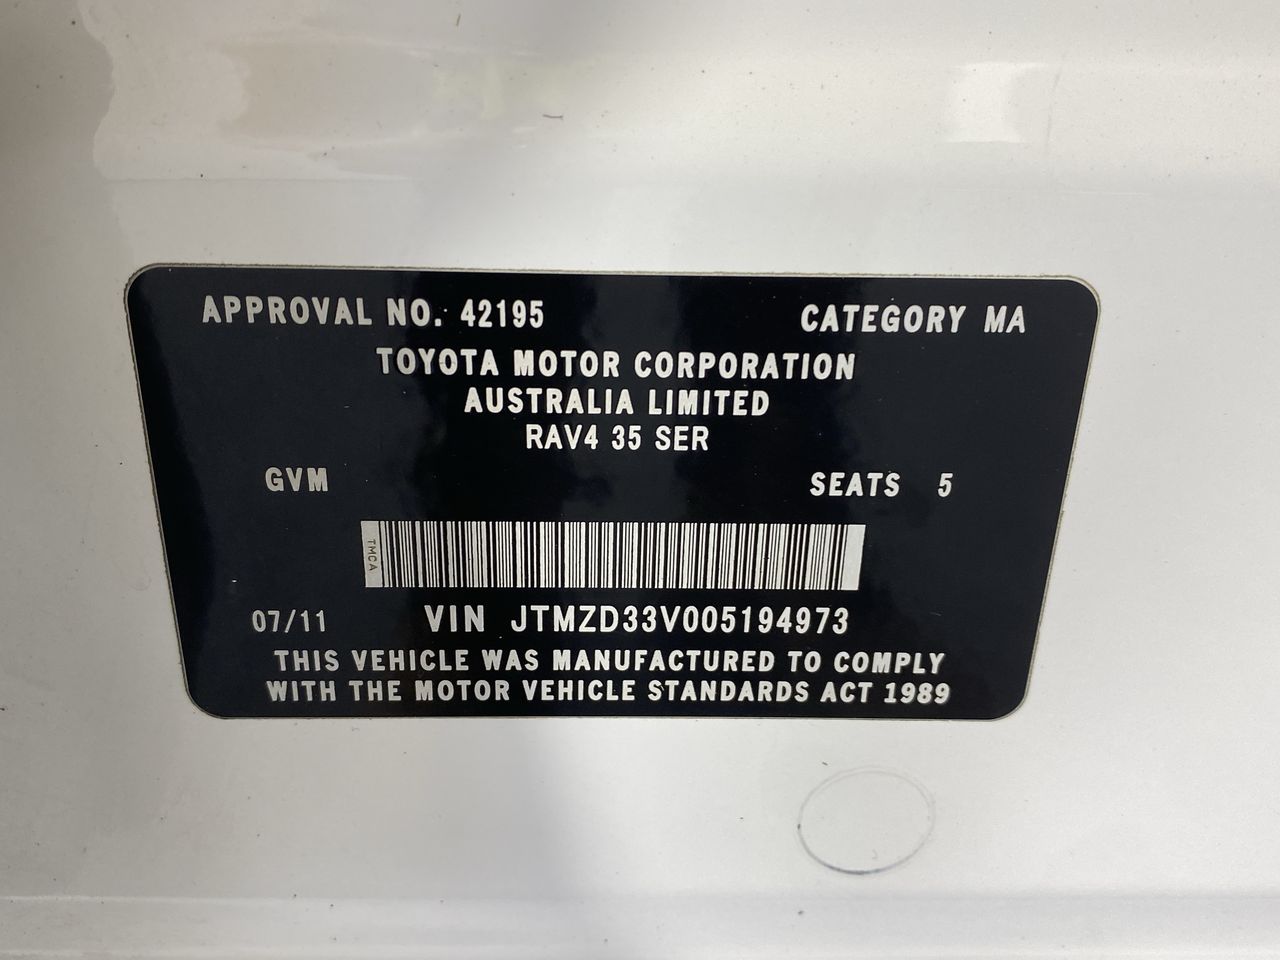 APPROVAL NO. 42195 CATEGORY MA
TOYOTA MOTOR CORPORATION
AUSTRALIA LIMITED
RAV4 35 SER
GVM SEATS 5
TMCA
07/11 VIN JTMZD33V005194973
THIS VEHICLE WAS MANUFACTURED TO COMPLY
WITH THE MOTOR VEHICLE STANDARDS ACT 1989